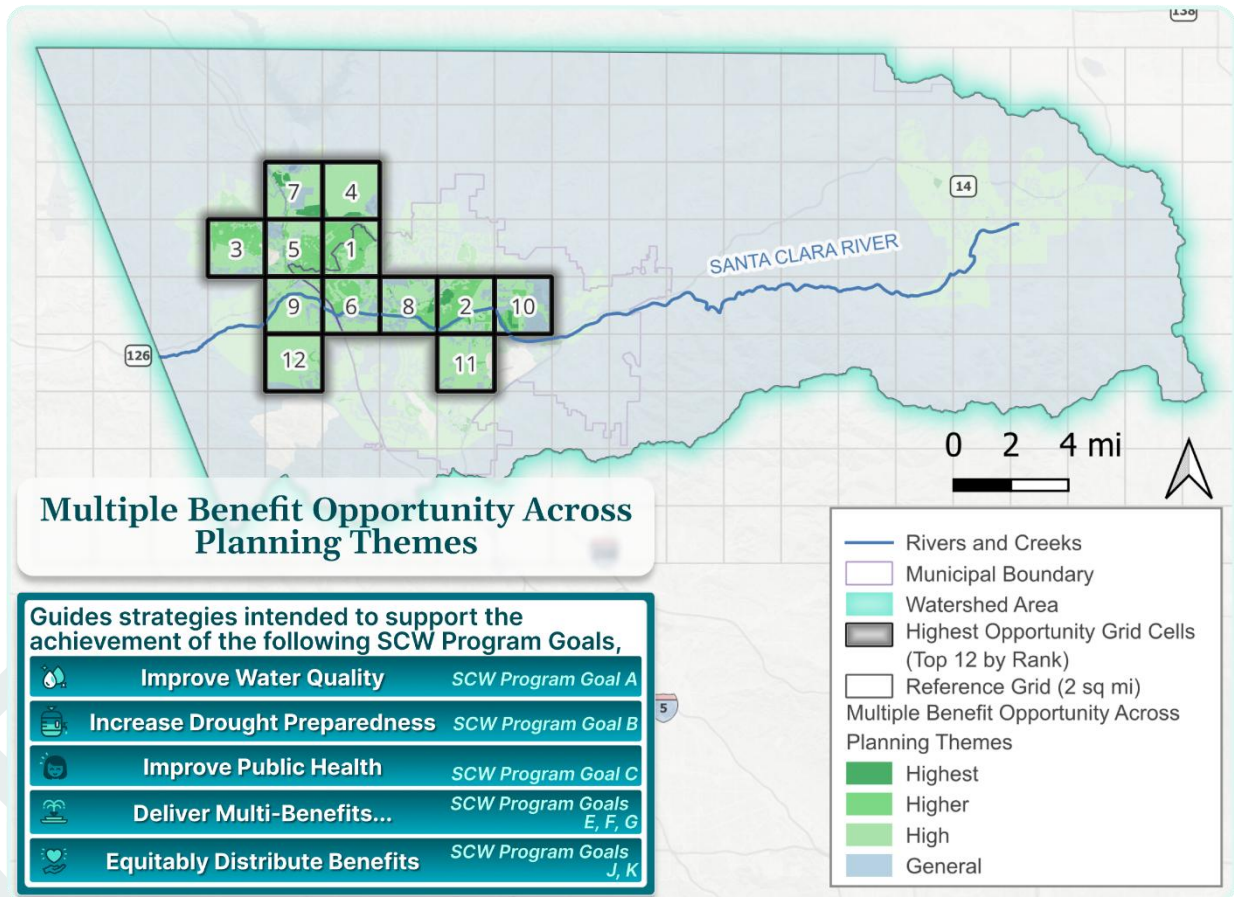 138
7
4
14
3
5
1
SANTA CLARA RIVER
9
6
8
2
10
126
12
11
0 2 4 mi
Multiple Benefit Opportunity Across
Planning Themes
Guides strategies intended to support the
achievement of the following SCW Program Goals,
Improve Water Quality SCW Program Goal A
Increase Drought Preparedness SCW Program Goal B
Improve Public Health SCW Program Goal C
Deliver Multi-Benefits... SCW Program Goals
E, F, G
Equitably Distribute Benefits SCW Program Goals
J, K
5
Rivers and Creeks
Municipal Boundary
Watershed Area
Highest Opportunity Grid Cells
(Top 12 by Rank)
Reference Grid (2 sq mi)
Multiple Benefit Opportunity Across
Planning Themes
Highest
Higher
High
General